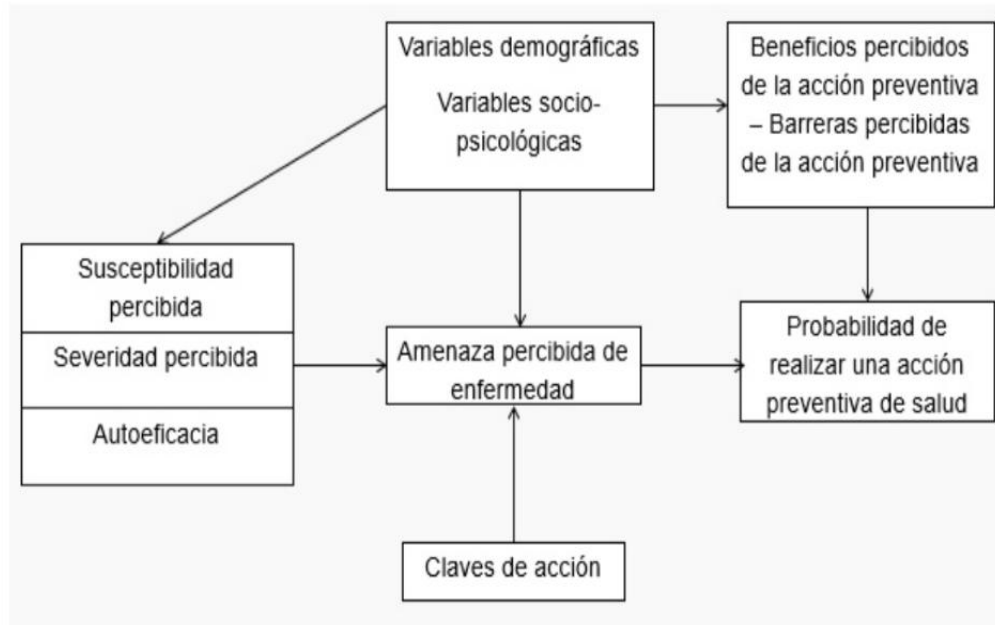 Variables demográficas
Variables socio-
psicológicas
Beneficios percibidos
de la acción preventiva
– Barreras percibidas
de la acción preventiva
Susceptibilidad
percibida
Severidad percibida
Autoeficacia
Amenaza percibida de
enfermedad
Probabilidad de
realizar una acción
preventiva de salud
Claves de acción